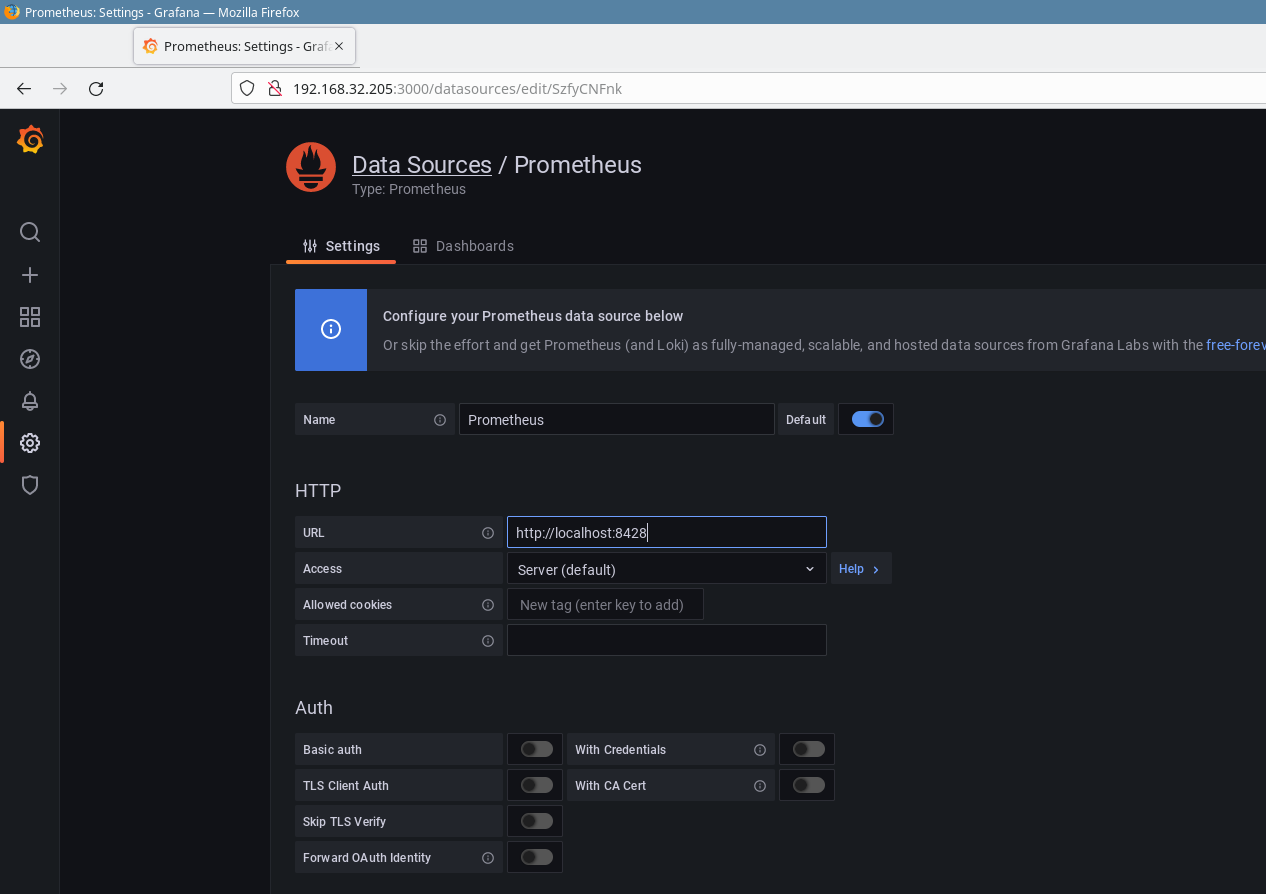 Prometheus: Settings - Grafana — Mozilla Firefox
Prometheus: Settings - Graf
192.168.32.205:3000/datasources/edit/SzfyCNFnk
Data Sources / Prometheus
Type: Prometheus
Settings Dashboards
Configure your Prometheus data source below
Or skip the effort and get Prometheus (and Loki) as fully-managed, scalable, and hosted data sources from Grafana Labs with the free-forev
Name Prometheus Default
HTTP
URL http://localhost:8428
Access Server (default) Help
Allowed cookies New tag (enter key to add)
Timeout
Auth
Basic auth With Credentials
TLS Client Auth With CA Cert
Skip TLS Verify
Forward OAuth Identity